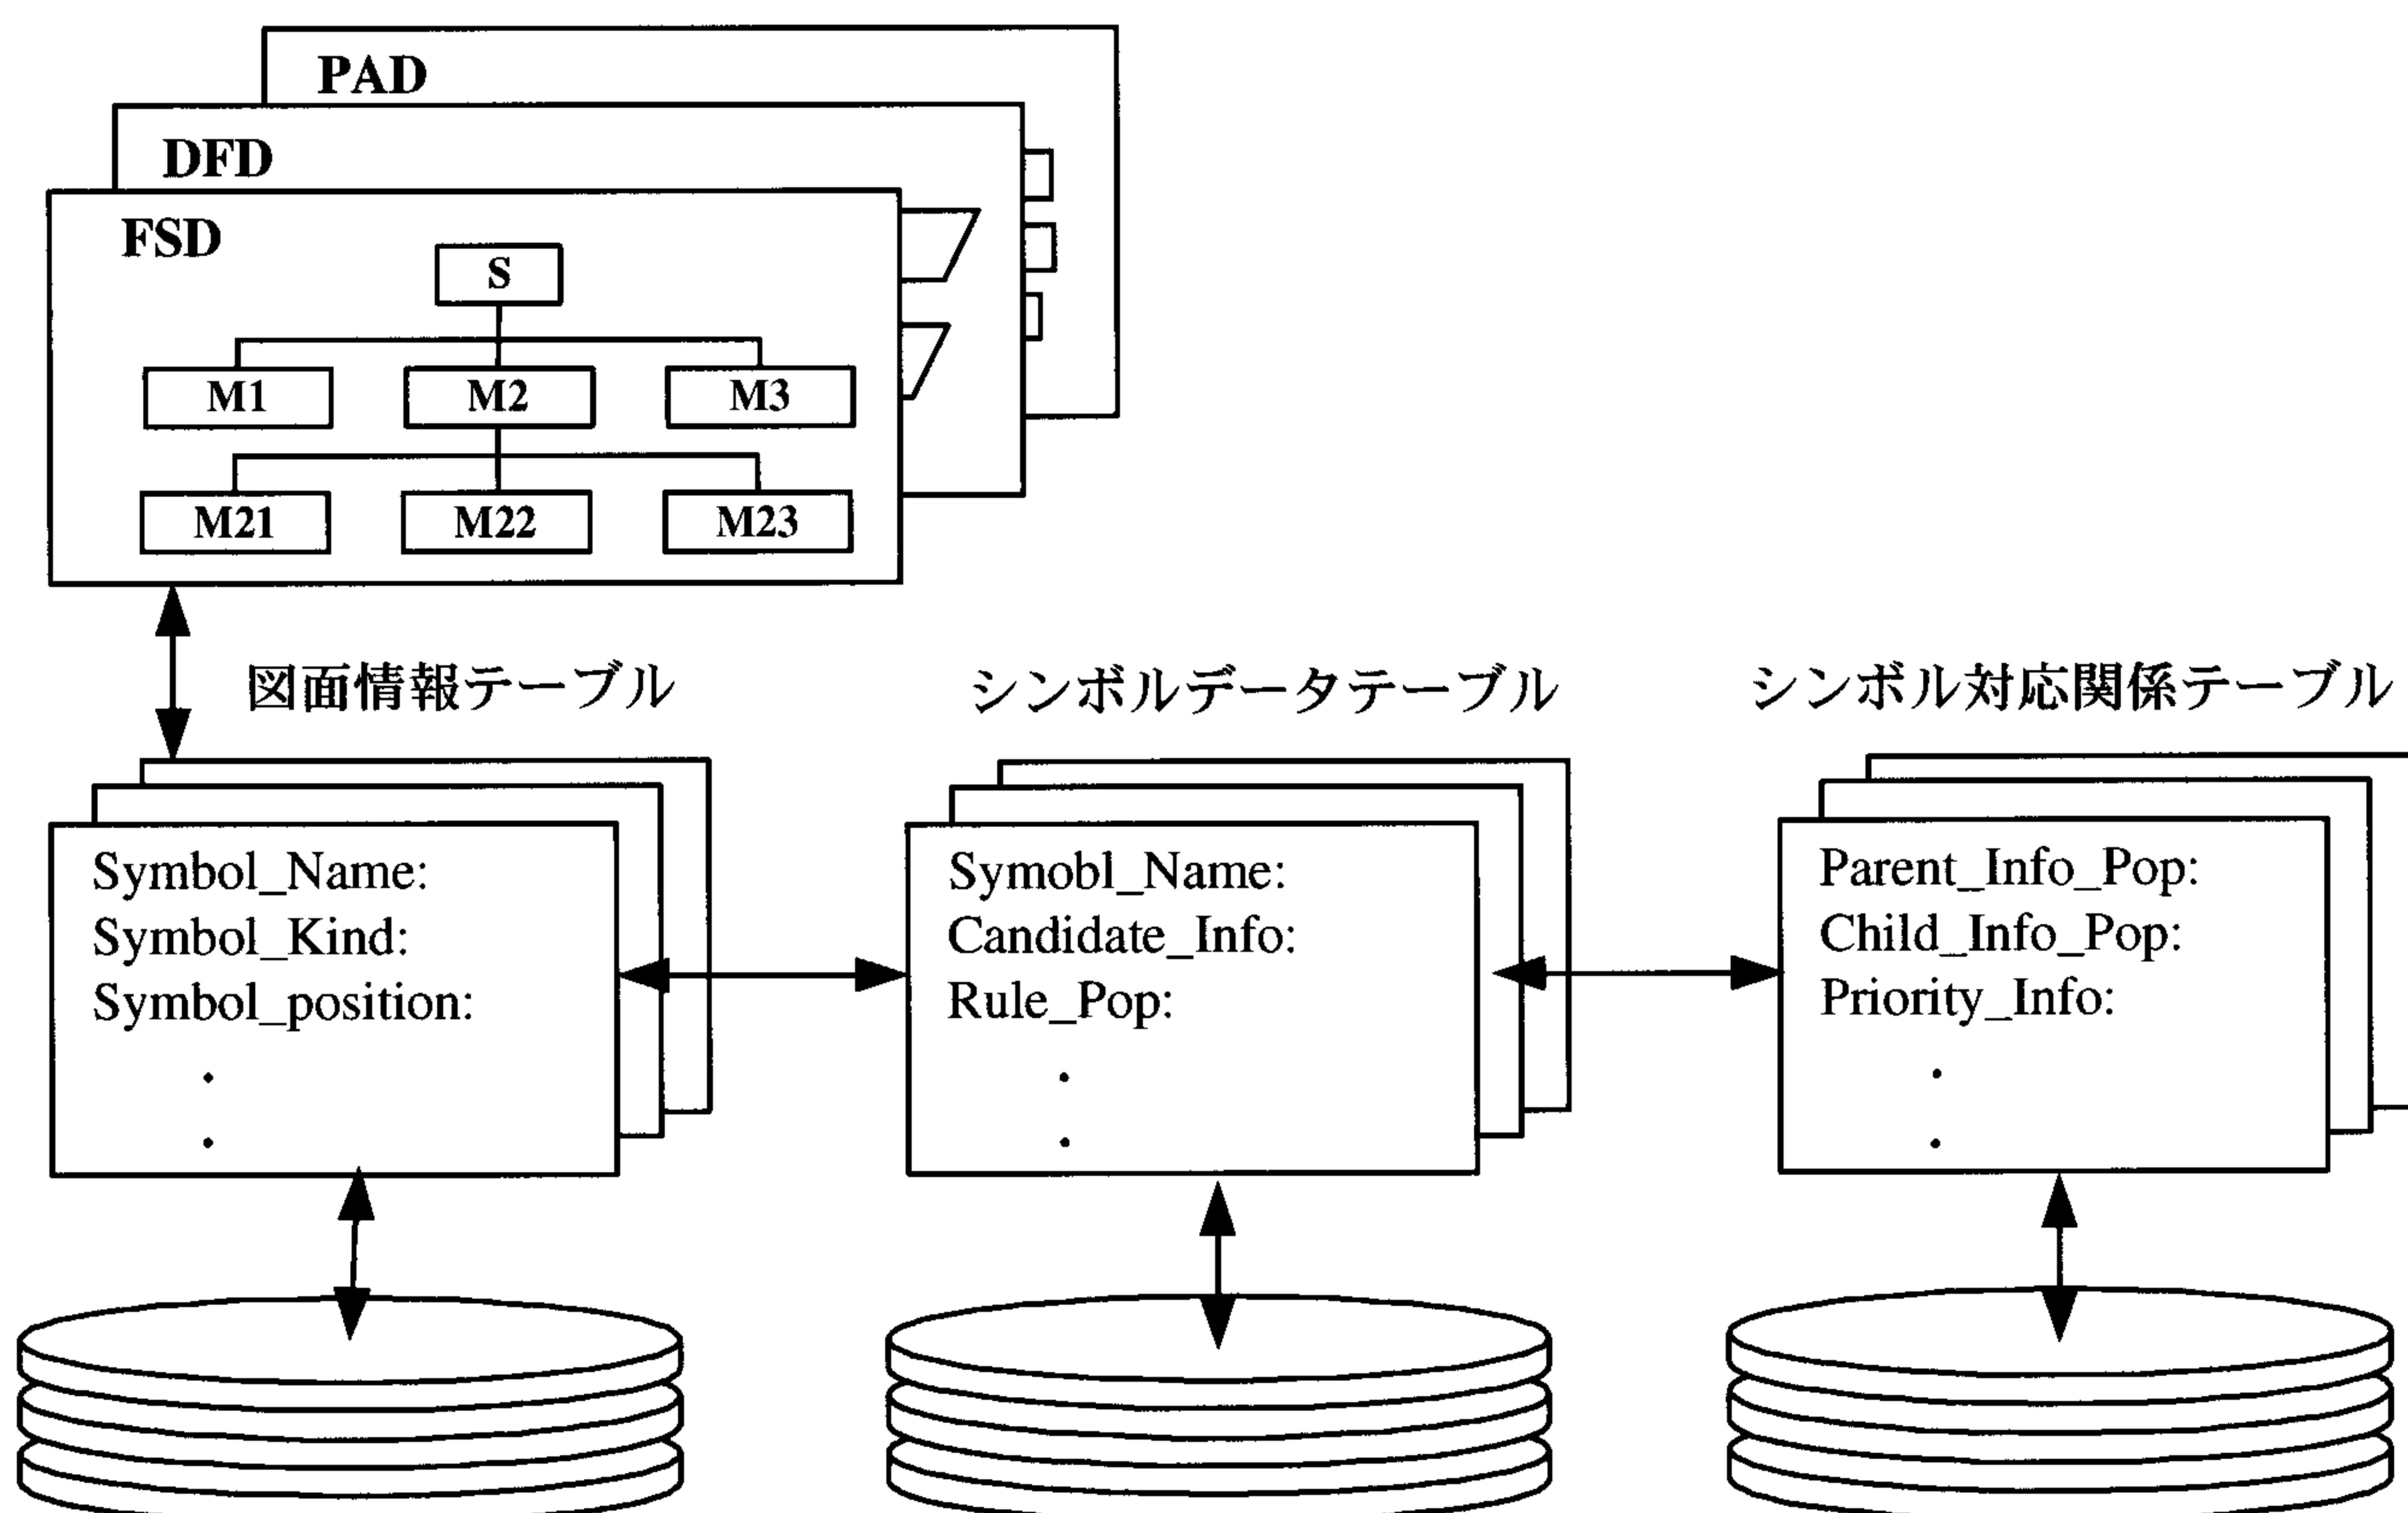 PAD
DFD
FSD
S
M1 M2 M3
M21 M22 M23
図面情報テーブル
シンボルデータテーブル
シンボル対応関係テーブル
Symbol_Name:
Symbol_Kind:
Symbol_position:
.
.
Symobl_Name:
Candidate_Info:
Rule_Pop:
.
.
Parent_Info_Pop:
Child_Info_Pop:
Priority_Info:
.
.